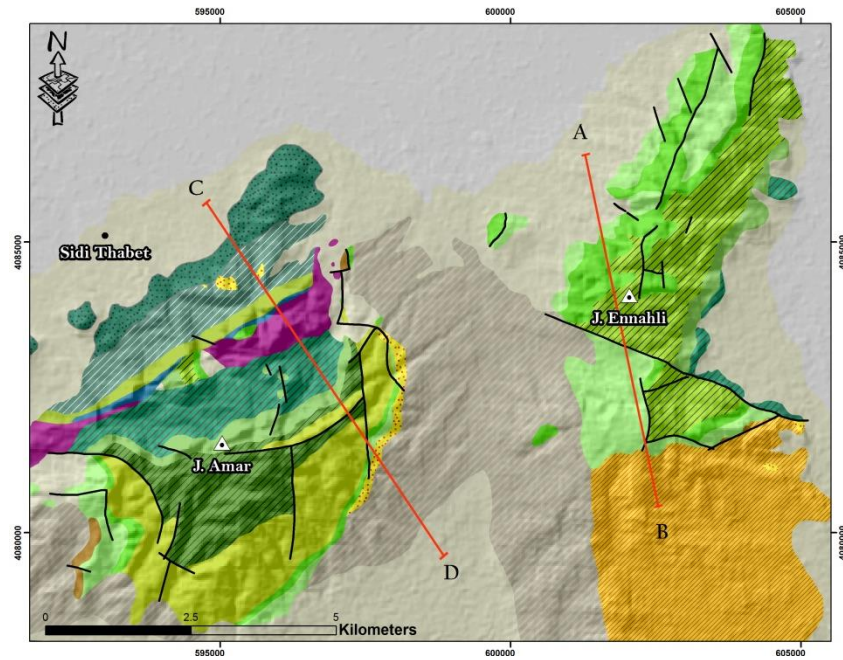 595000 600000 605000
N
A
C
4085000 4085000
Sidi Thabet
J. Ennahli
J. Amar
B
4080000 4080000
D
0 2.5 5
Kilometers
595000 600000 605000